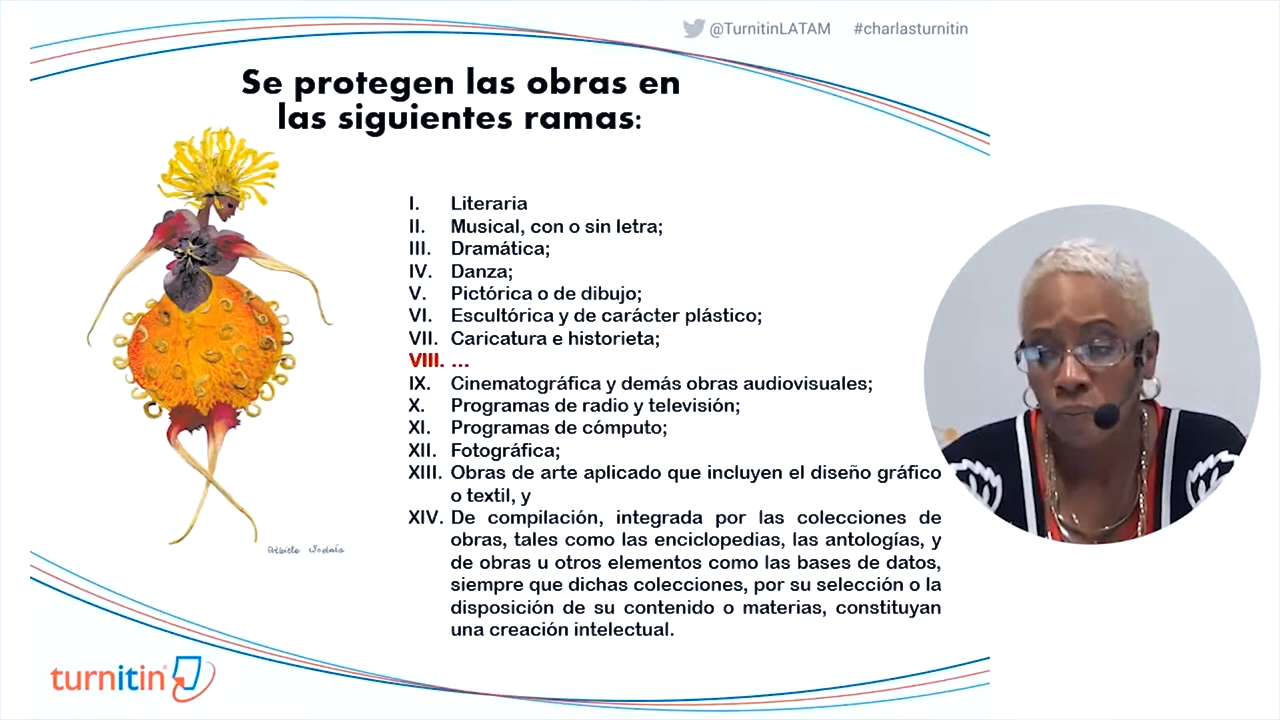 @TurnitinLATAM #charlasturnitin
Se protegen las obras en
las siguientes ramas:
I. Literaria
II. Musical, con o sin letra;
III. Dramática;
IV. Danza;
V. Pictórica o de dibujo;
VI. Escultórica y de carácter plástico;
VII. Caricatura e historieta;
VIII. ...
IX. Cinematográfica y demás obras audiovisuales;
X. Programas de radio y televisión;
XI. Programas de cómputo;
XII. Fotográfica;
XIII. Obras de arte aplicado que incluyen el diseño gráfico
o textil, y
XIV. De compilación, integrada por las colecciones de
obras, tales como las enciclopedias, las antologías, y
de obras u otros elementos como las bases de datos,
siempre que dichas colecciones, por su selección o la
disposición de su contenido o materias, constituyan
una creación intelectual.
turnitin